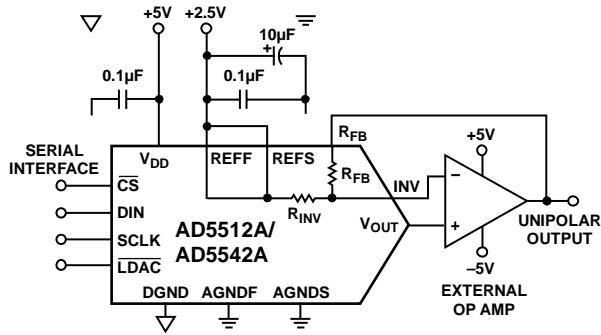 +5V
+2.5V
10µF
+
0.1µF
0.1µF
SERIAL
INTERFACE
VDD
REFF
REFS
RFB
RFB
+5V
CS
INV
−
DIN
RINV
SCLK
AD5512A/
AD5542A
VOUT
+
UNIPOLAR
OUTPUT
LDAC
–5V
DGND
AGNDF
AGNDS
EXTERNAL
OP AMP